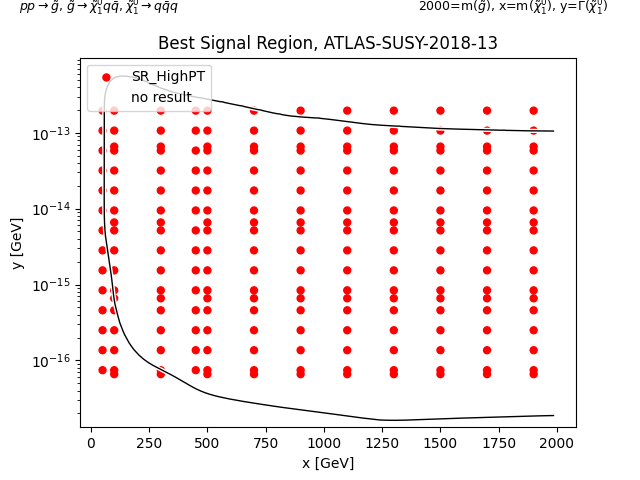 pp → g̃, g̃ → χ̃₁⁰qq̄, χ̃₁⁰ → qq̄q 2000=m(g̃), x=m(χ̃₁⁰), y=Γ(χ̃₁⁰)
Best Signal Region, ATLAS-SUSY-2018-13
SR_HighPT
no result
10⁻¹³
10⁻¹⁴
10⁻¹⁵
10⁻¹⁶
y [GeV]
0 250 500 750 1000 1250 1500 1750 2000
x [GeV]